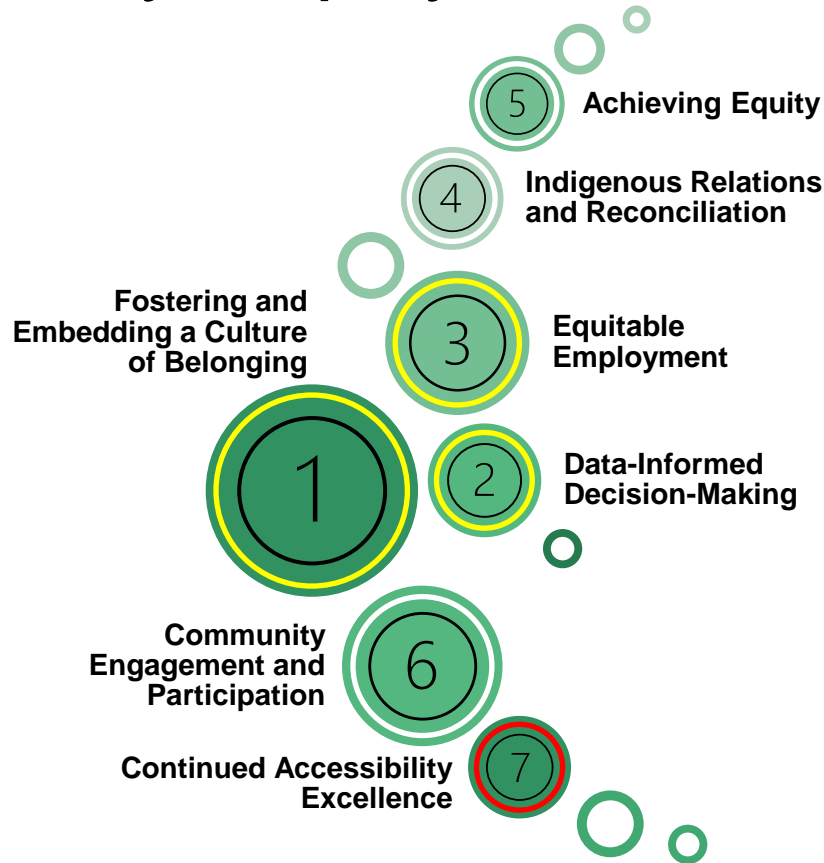 5
Achieving Equity
4
Indigenous Relations
and Reconciliation
Fostering and
Embedding a Culture
of Belonging
3
Equitable
Employment
1
2
Data-Informed
Decision-Making
Community
Engagement and
Participation
6
Continued Accessibility
Excellence
7